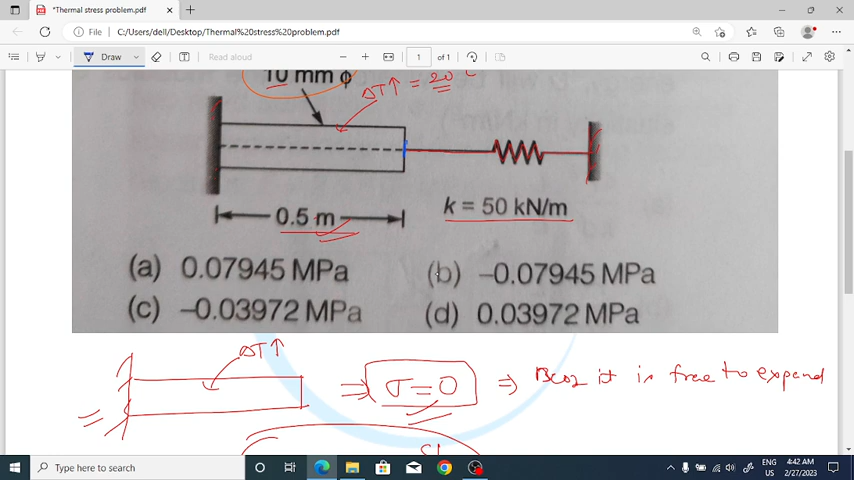 *Thermal stress problem.pdf
File
C:/Users/dell/Desktop/Thermal%20stress%20problem.pdf
Draw
Read aloud
1 of 1
10 mm ϕ
ΔT↑ = 20°C
0.5 m
k = 50 kN/m
(a) 0.07945 MPa
(b) −0.07945 MPa
(c) −0.03972 MPa
(d) 0.03972 MPa
ΔT↑
⇒ σ = 0 ⇒ Bcoz it is free to expend
Type here to search
ENG
US
4:42 AM
2/27/2023